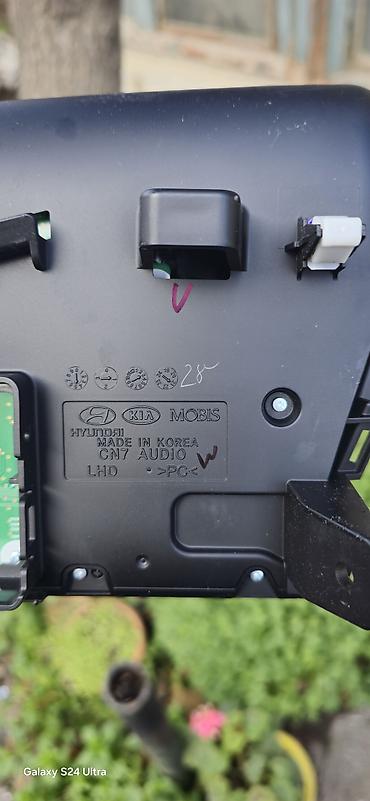 V
28
HYUNDAI KIA MOBIS
MADE IN KOREA
CN7 AUDIO
LHD >PC< W
Galaxy S24 Ultra